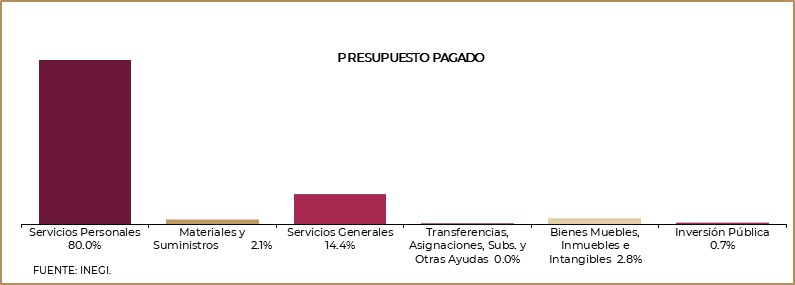 PRESUPUESTO PAGADO
Servicios Personales
80.0%
Materiales y
Suministros 2.1%
Servicios Generales
14.4%
Transferencias,
Asignaciones, Subs. y
Otras Ayudas 0.0%
Bienes Muebles,
Inmuebles e
Intangibles 2.8%
Inversión Pública
0.7%
FUENTE: INEGI.